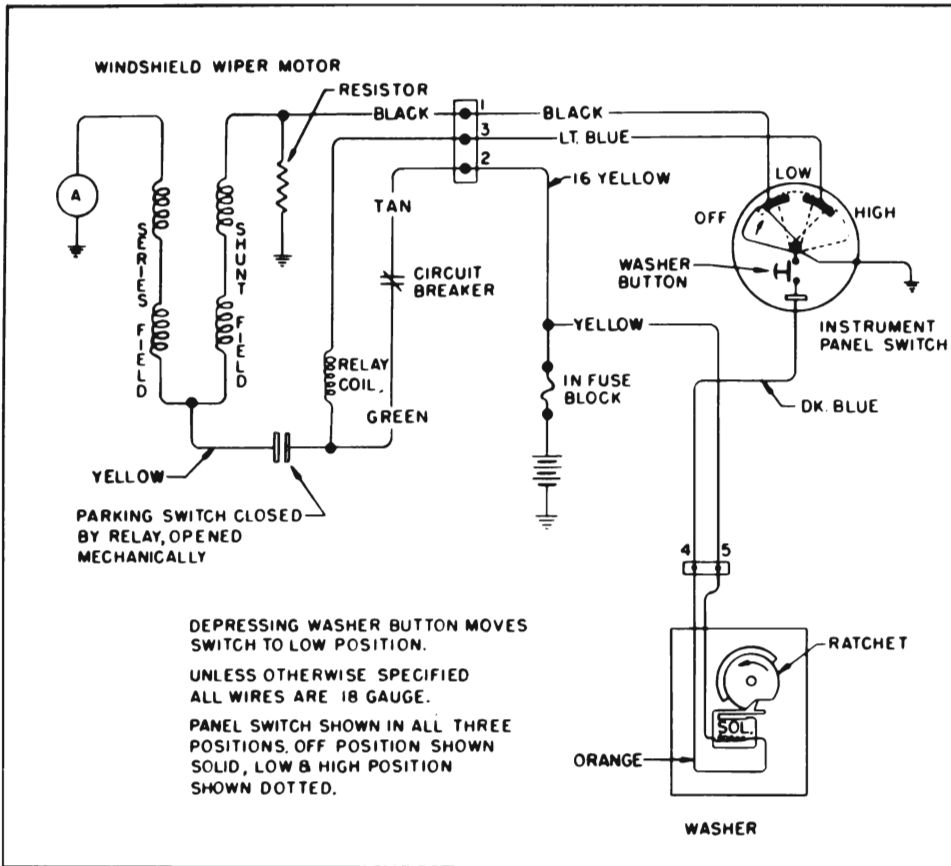 WINDSHIELD WIPER MOTOR
RESISTOR
BLACK
1
BLACK
3
LT. BLUE
2
16 YELLOW
LOW
OFF
HIGH
A
TAN
SERIES FIELD
SHUNT FIELD
CIRCUIT
BREAKER
WASHER
BUTTON
INSTRUMENT
PANEL SWITCH
YELLOW
RELAY
COIL.
IN FUSE
BLOCK
GREEN
DK. BLUE
YELLOW
PARKING SWITCH CLOSED
BY RELAY, OPENED
MECHANICALLY
4 5
DEPRESSING WASHER BUTTON MOVES
SWITCH TO LOW POSITION.
UNLESS OTHERWISE SPECIFIED
ALL WIRES ARE 18 GAUGE.
PANEL SWITCH SHOWN IN ALL THREE
POSITIONS. OFF POSITION SHOWN
SOLID, LOW & HIGH POSITION
SHOWN DOTTED.
RATCHET
SOL.
ORANGE
WASHER